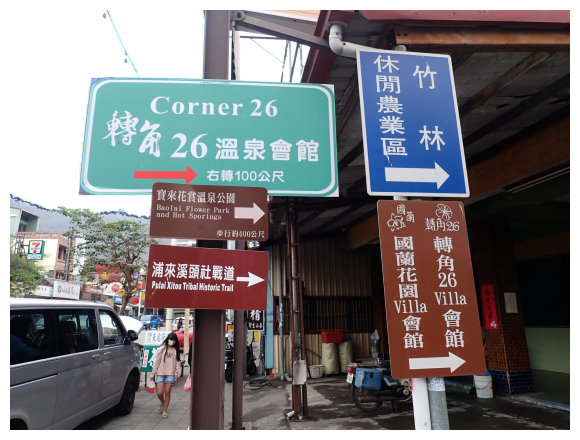 Corner 26
轉角26溫泉會館
右轉100公尺
寶來花賞溫泉公園
Baolai Flower Park
and Hot Sporings
步行約400公尺
浦來溪頭社戰道
Pulai Xitou Tribal Historic Trail
竹林
休閒農業區
國蘭
轉角26
轉角26 Villa會館
國蘭花園Villa會館